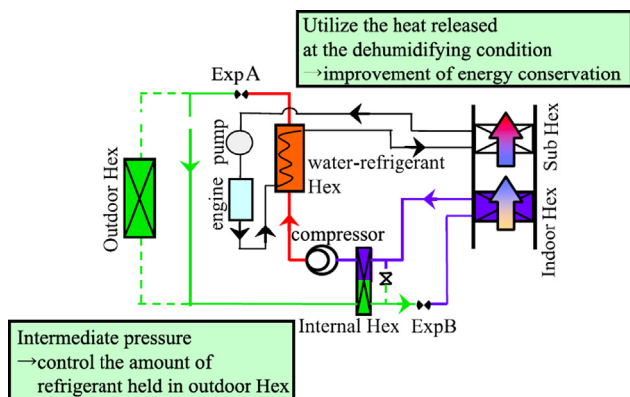 Utilize the heat released
at the dehumidifying condition
→improvement of energy conservation
ExpA
pump
engine
water-refrigerant
Hex
compressor
Outdoor Hex
Sub Hex
Indoor Hex
Internal Hex
ExpB
Intermediate pressure
→control the amount of
refrigerant held in outdoor Hex